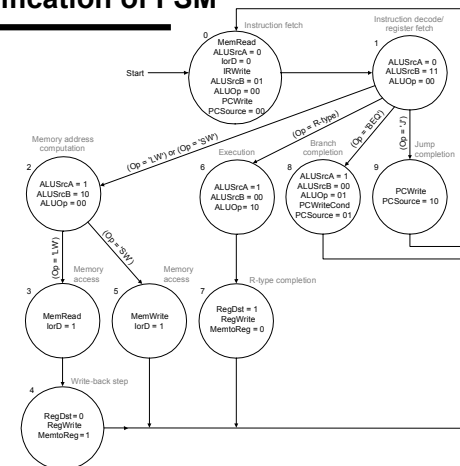 ification of FSM
Instruction fetch
0
MemRead
ALUSrcA = 0
IorD = 0
IRWrite
ALUSrcB = 01
ALUOp = 00
PCWrite
PCSource = 00
Start
Instruction decode/
register fetch
1
ALUSrcA = 0
ALUSrcB = 11
ALUOp = 00
(Op = 'LW') or (Op = 'SW')
(Op = R-type)
(Op = 'BEQ')
(Op = 'J')
Memory address
computation
2
ALUSrcA = 1
ALUSrcB = 10
ALUOp = 00
Execution
6
ALUSrcA =1
ALUSrcB = 00
ALUOp= 10
Branch
completion
8
ALUSrcA = 1
ALUSrcB = 00
ALUOp = 01
PCWriteCond
PCSource = 01
Jump
completion
9
PCWrite
PCSource = 10
(Op = 'LW')
(Op = 'SW')
Memory
access
3
MemRead
IorD = 1
Memory
access
5
MemWrite
IorD = 1
R-type completion
7
RegDst = 1
RegWrite
MemtoReg = 0
Write-back step
4
RegDst = 0
RegWrite
MemtoReg = 1